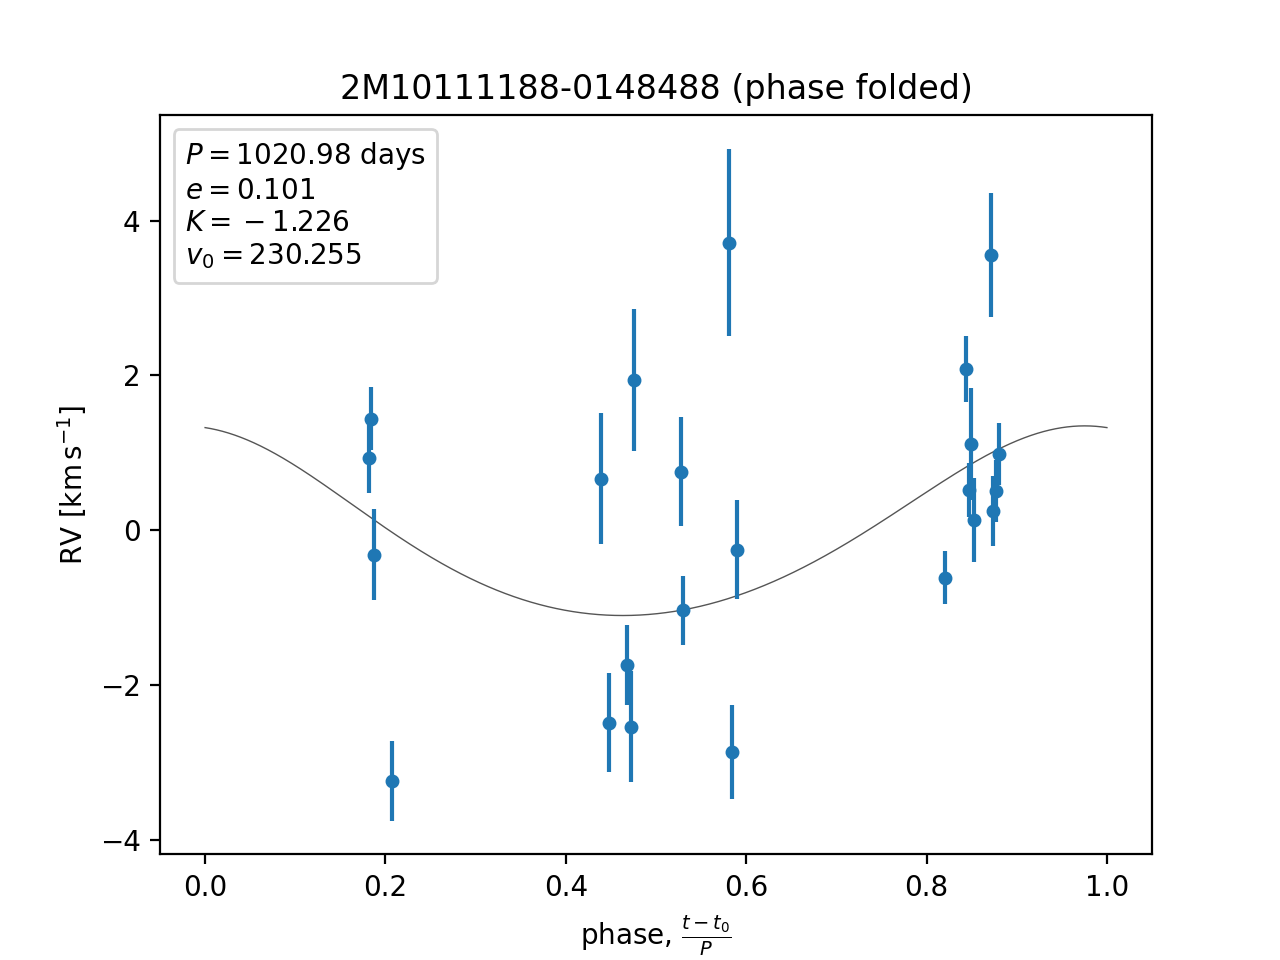 2M10111188-0148488 (phase folded)
P = 1020.98 days
e = 0.101
K = −1.226
v₀ = 230.255
RV [km s⁻¹]
4
2
0
−2
−4
0.0 0.2 0.4 0.6 0.8 1.0
phase, (t − t₀)/P